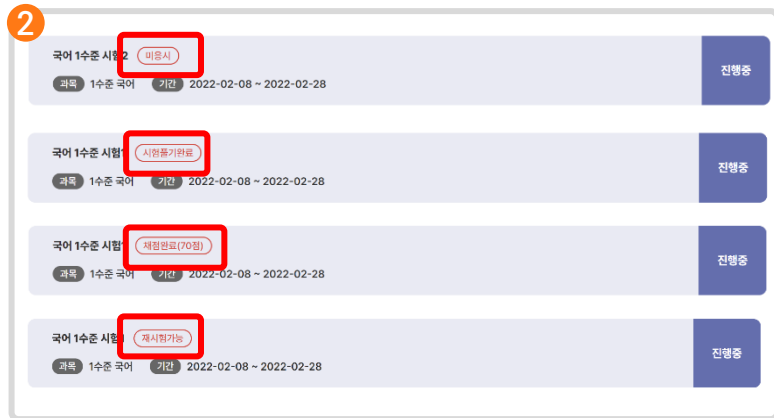 2
국어 1수준 시험2 미응시
과목 1수준 국어 기간 2022-02-08 ~ 2022-02-28
진행중
국어 1수준 시험 시험풀기완료
과목 1수준 국어 기간 2022-02-08 ~ 2022-02-28
진행중
국어 1수준 시험 채점완료(70점)
과목 1수준 국어 기간 2022-02-08 ~ 2022-02-28
진행중
국어 1수준 시험 재시험가능
과목 1수준 국어 기간 2022-02-08 ~ 2022-02-28
진행중